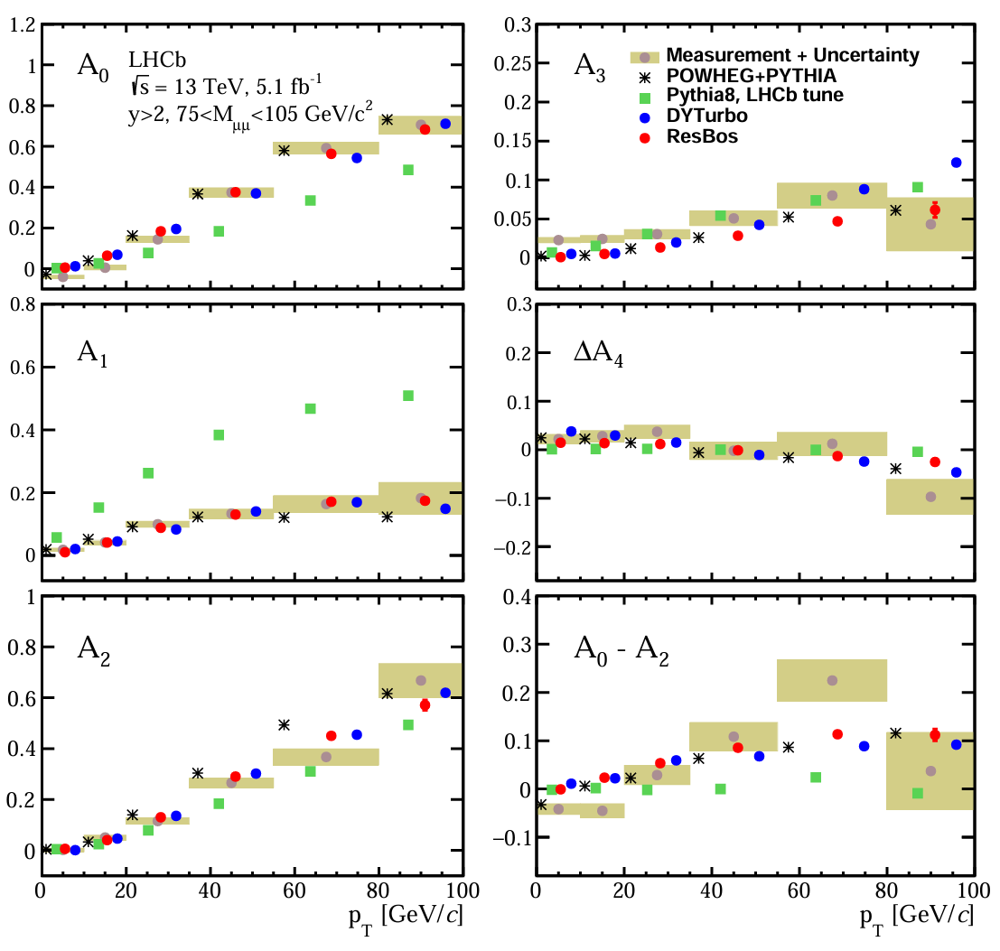 1.2
1
0.8
0.6
0.4
0.2
0
A0
LHCb
√s = 13 TeV, 5.1 fb-1
y>2, 75<Mμμ<105 GeV/c2
0.3
0.25
0.2
0.15
0.1
0.05
0
A3
Measurement + Uncertainty
POWHEG+PYTHIA
Pythia8, LHCb tune
DYTurbo
ResBos
0.8
0.6
0.4
0.2
0
A1
0.3
0.2
0.1
0
−0.1
−0.2
ΔA4
1
0.8
0.6
0.4
0.2
0
A2
0 20 40 60 80 100
pT [GeV/c]
0.4
0.3
0.2
0.1
0
−0.1
A0 - A2
0 20 40 60 80 100
pT [GeV/c]